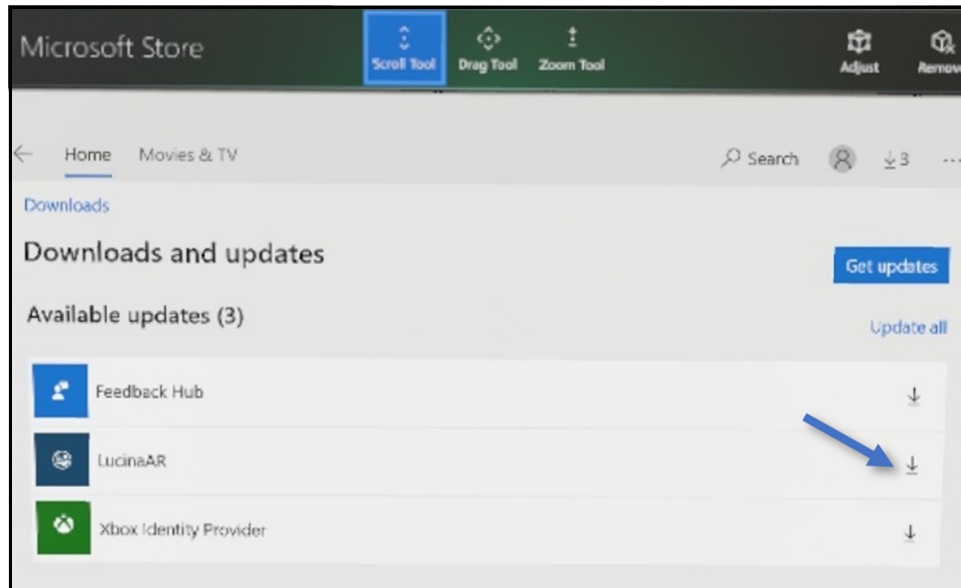 Microsoft Store
Scroll Tool
Drag Tool
Zoom Tool
Adjust
Remove
Home
Movies & TV
Search
3
Downloads
Downloads and updates
Get updates
Available updates (3)
Update all
Feedback Hub
LucinaAR
Xbox Identity Provider